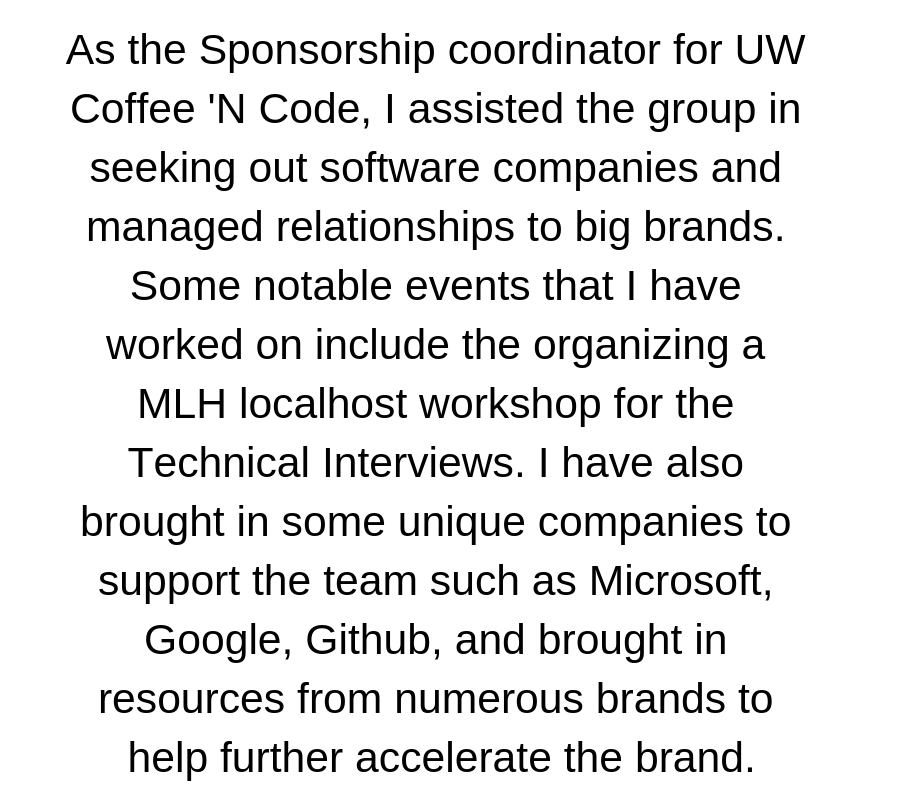 As the Sponsorship coordinator for UW
Coffee 'N Code, I assisted the group in
seeking out software companies and
managed relationships to big brands.
Some notable events that I have
worked on include the organizing a
MLH localhost workshop for the
Technical Interviews. I have also
brought in some unique companies to
support the team such as Microsoft,
Google, Github, and brought in
resources from numerous brands to
help further accelerate the brand.